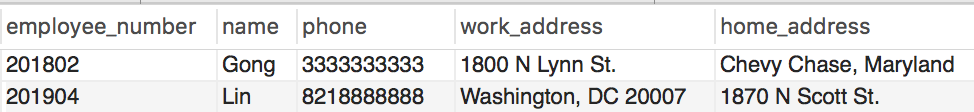 employee_number name phone work_address home_address
201802 Gong 3333333333 1800 N Lynn St. Chevy Chase, Maryland
201904 Lin 8218888888 Washington, DC 20007 1870 N Scott St.